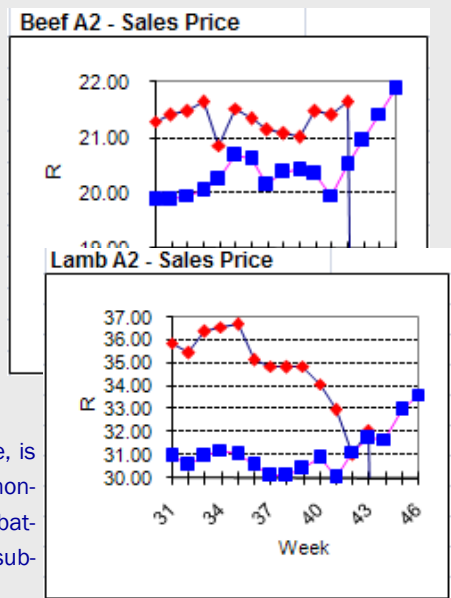 Beef A2 - Sales Price
22.00
21.00
R
20.00
19.00
Lamb A2 - Sales Price
37.00
36.00
35.00
34.00
R
33.00
32.00
31.00
30.00
31 34 37 40 43 46
Week
e, is
non-
bat-
sub-